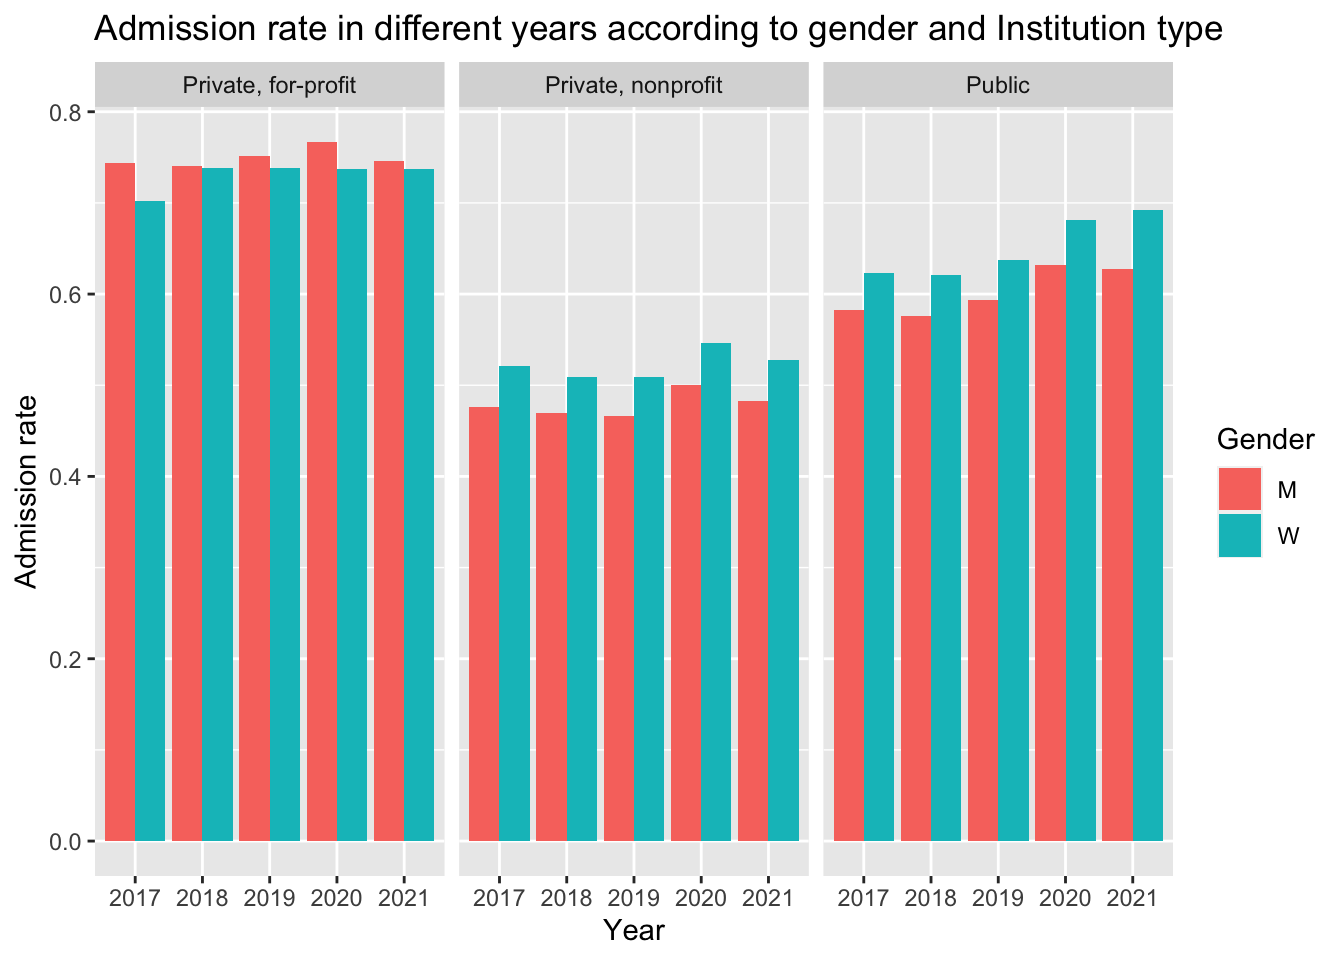 Admission rate in different years according to gender and Institution type
Private, for-profit
Private, nonprofit
Public
0.8
0.6
0.4
0.2
0.0
Admission rate
2017 2018 2019 2020 2021
2017 2018 2019 2020 2021
2017 2018 2019 2020 2021
Year
Gender
M
W